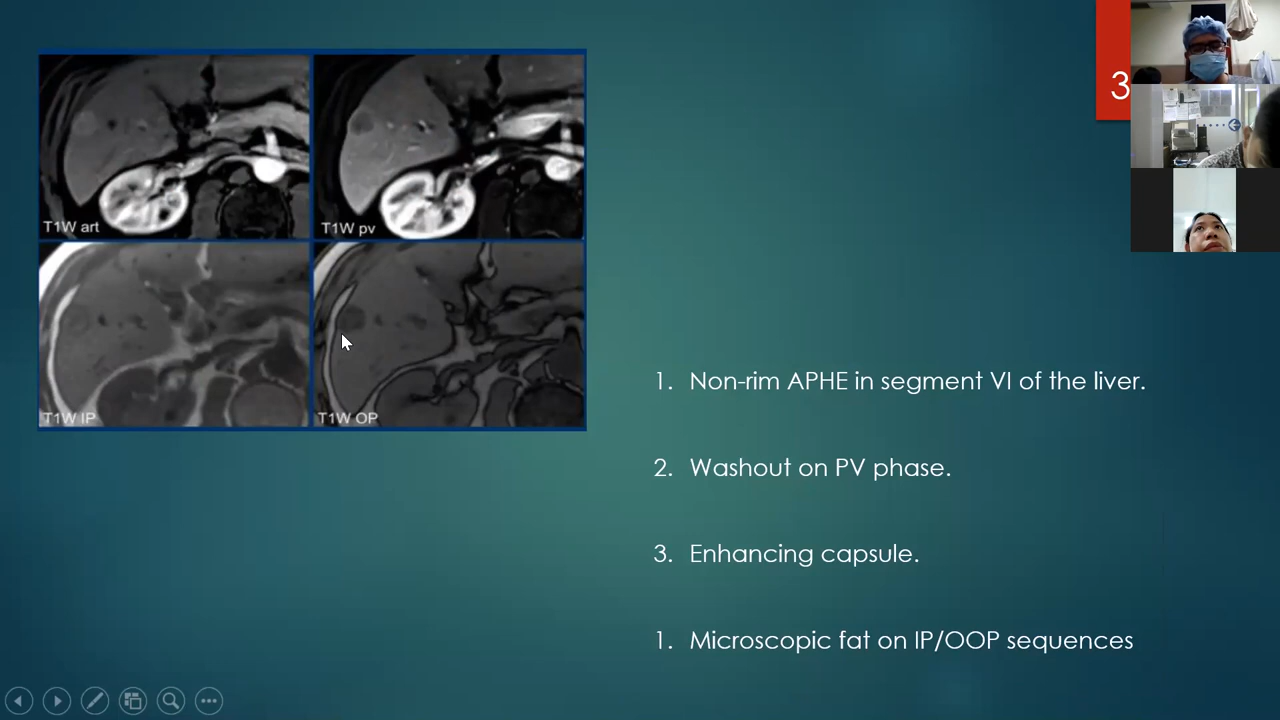 3
T1W art
T1W pv
T1W IP
T1W OP
1. Non-rim APHE in segment VI of the liver.
2. Washout on PV phase.
3. Enhancing capsule.
1. Microscopic fat on IP/OOP sequences